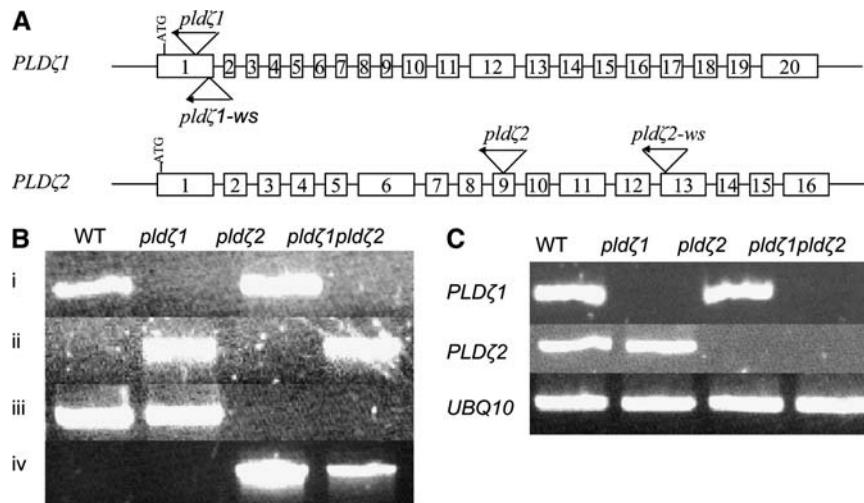 A
ATG
pldζ1
PLDζ1
1 2 3 4 5 6 7 8 9 10 11 12 13 14 15 16 17 18 19 20
pldζ1-ws
ATG
pldζ2
pldζ2-ws
PLDζ2
1 2 3 4 5 6 7 8 9 10 11 12 13 14 15 16
B
WT pldζ1 pldζ2 pldζ1pldζ2
i
ii
iii
iv
C
WT pldζ1 pldζ2 pldζ1pldζ2
PLDζ1
PLDζ2
UBQ10